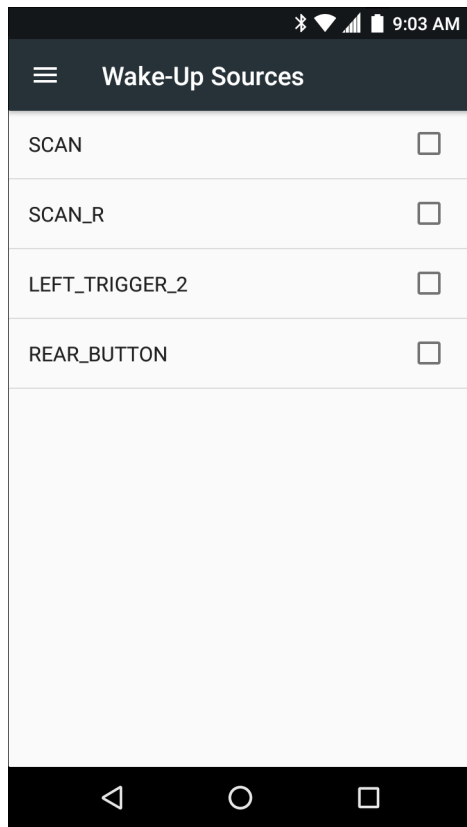 9:03 AM
Wake-Up Sources
SCAN
SCAN_R
LEFT_TRIGGER_2
REAR_BUTTON